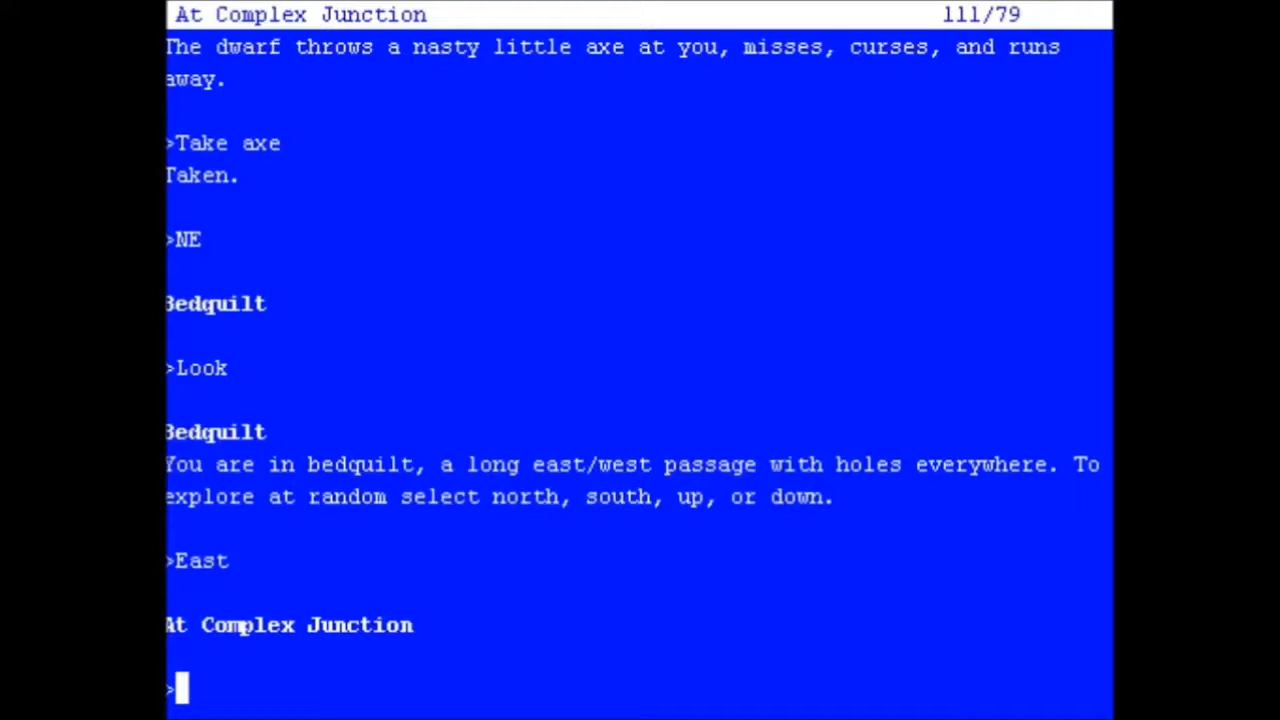 At Complex Junction 111/79
The dwarf throws a nasty little axe at you, misses, curses, and runs
away.
>Take axe
Taken.
>NE
Bedquilt
>Look
Bedquilt
You are in bedquilt, a long east/west passage with holes everywhere. To
explore at random select north, south, up, or down.
>East
At Complex Junction
>